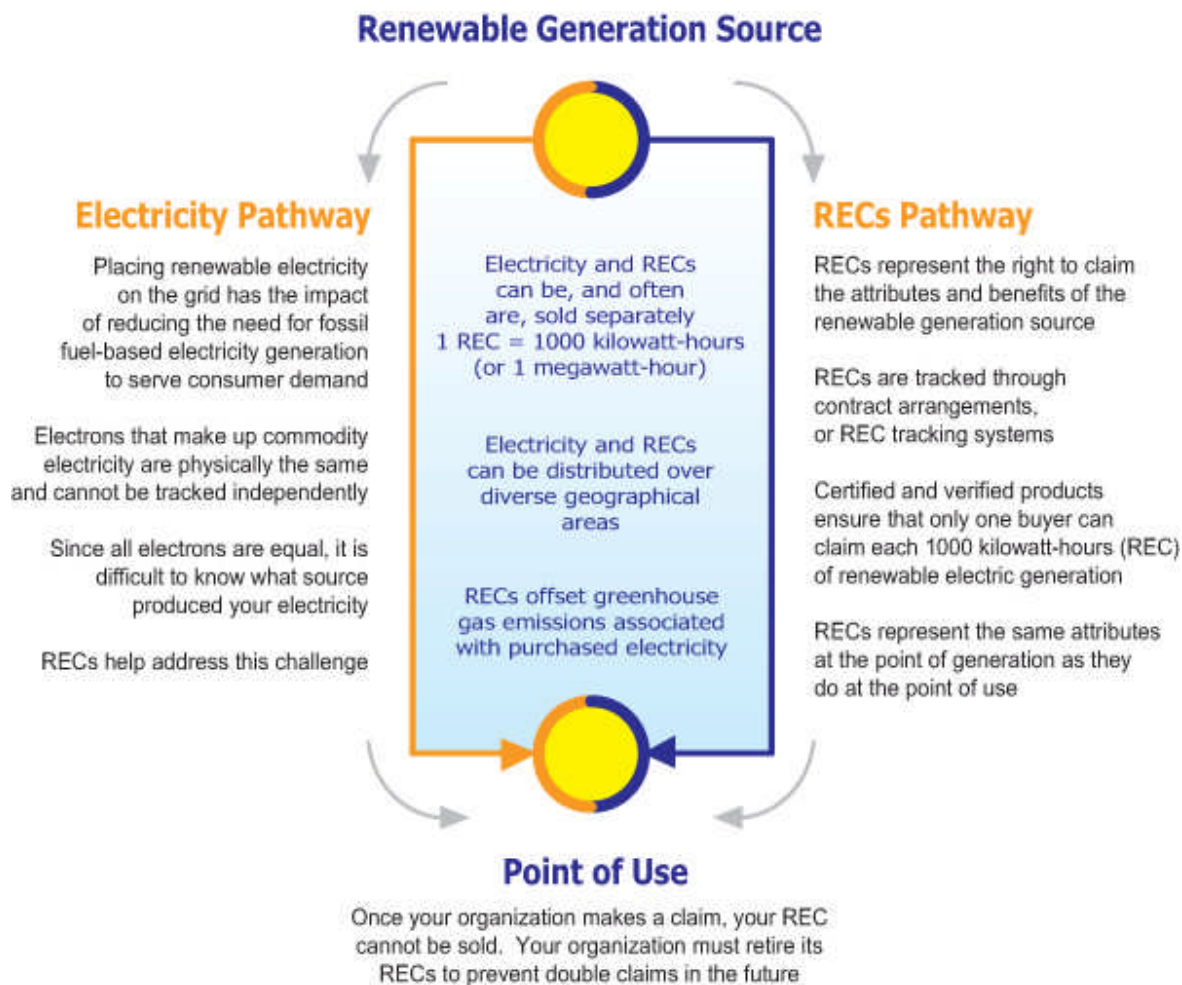 Renewable Generation Source
Electricity Pathway
Placing renewable electricity
on the grid has the impact
of reducing the need for fossil
fuel-based electricity generation
to serve consumer demand
Electrons that make up commodity
electricity are physically the same
and cannot be tracked independently
Since all electrons are equal, it is
difficult to know what source
produced your electricity
RECs help address this challenge
Electricity and RECs
can be, and often
are, sold separately
1 REC = 1000 kilowatt-hours
(or 1 megawatt-hour)
Electricity and RECs
can be distributed over
diverse geographical
areas
RECs offset greenhouse
gas emissions associated
with purchased electricity
RECs Pathway
RECs represent the right to claim
the attributes and benefits of the
renewable generation source
RECs are tracked through
contract arrangements,
or REC tracking systems
Certified and verified products
ensure that only one buyer can
claim each 1000 kilowatt-hours (REC)
of renewable electric generation
RECs represent the same attributes
at the point of generation as they
do at the point of use
Point of Use
Once your organization makes a claim, your REC
cannot be sold.  Your organization must retire its
RECs to prevent double claims in the future